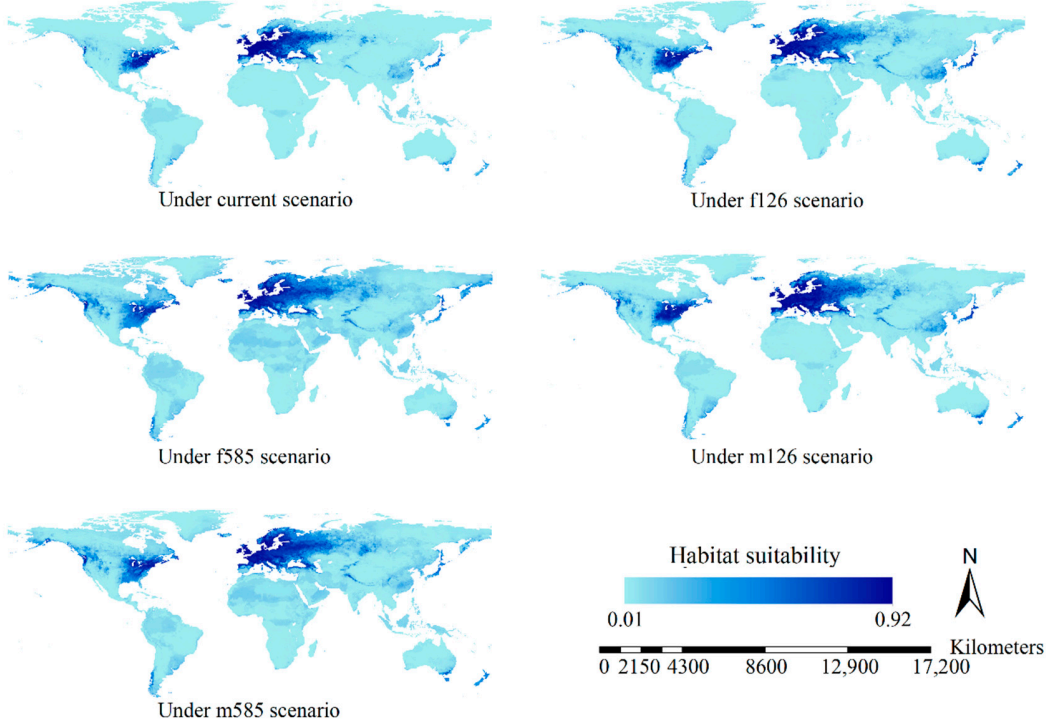 Under current scenario
Under f126 scenario
Under f585 scenario
Under m126 scenario
Under m585 scenario
Habitat suitability
0.01 0.92
N
Kilometers
0 2150 4300 8600 12,900 17,200